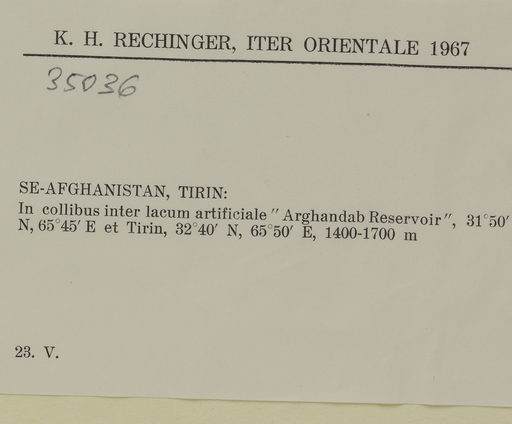 K. H. RECHINGER, ITER ORIENTALE 1967
35036
SE-AFGHANISTAN, TIRIN:
In collibus inter lacum artificiale "Arghandab Reservoir", 31°50′
N, 65°45′ E et Tirin, 32°40′ N, 65°50′ E, 1400-1700 m
23. V.